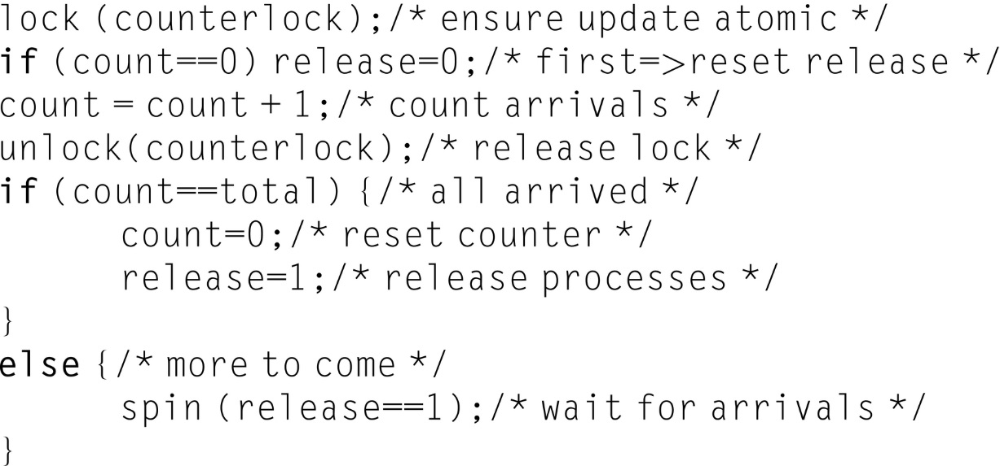 lock (counterlock);/* ensure update atomic */
if (count==0) release=0;/* first=>reset release */
count = count + 1;/* count arrivals */
unlock(counterlock);/* release lock */
if (count==total) {/* all arrived */
count=0;/* reset counter */
release=1;/* release processes */
}
else {/* more to come */
spin (release==1);/* wait for arrivals */
}